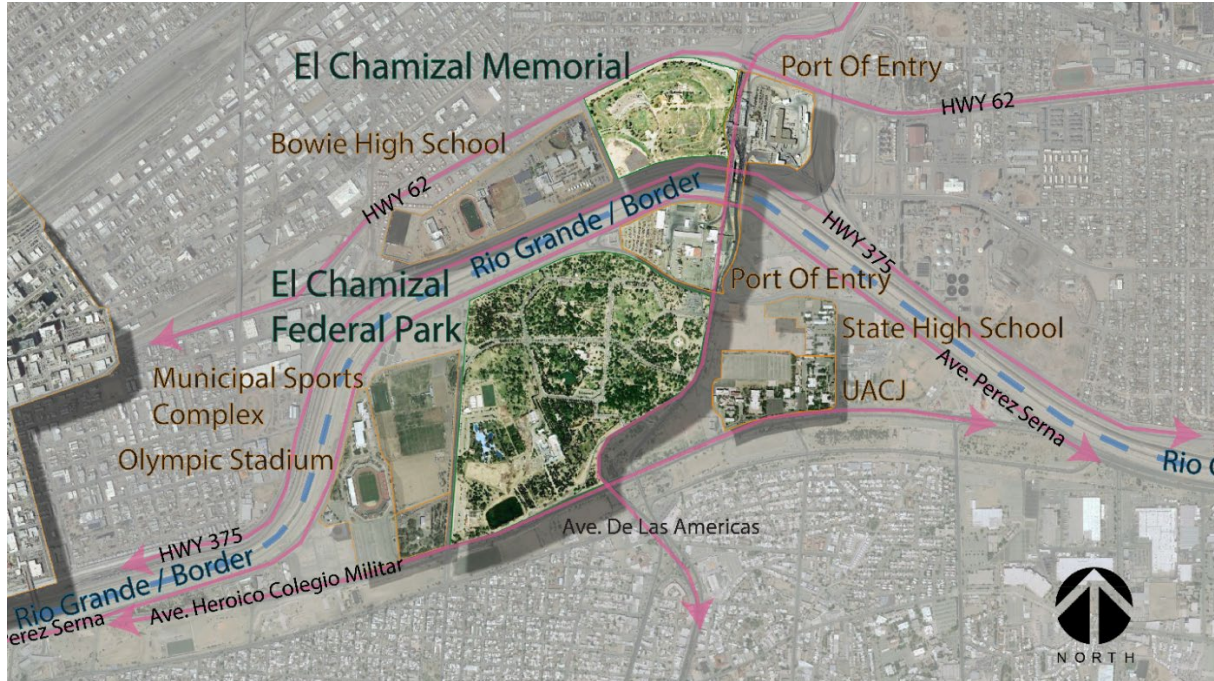 El Chamizal Memorial
Port Of Entry
HWY 62
Bowie High School
HWY 62
Rio Grande / Border
HWY 375
El Chamizal
Federal Park
Port Of Entry
State High School
Municipal Sports
Complex
UACJ
Ave. Perez Serna
Olympic Stadium
Rio G
Ave. De Las Americas
HWY 375
Rio Grande / Border
Ave. Heroico Colegio Militar
erez Serna
NORTH